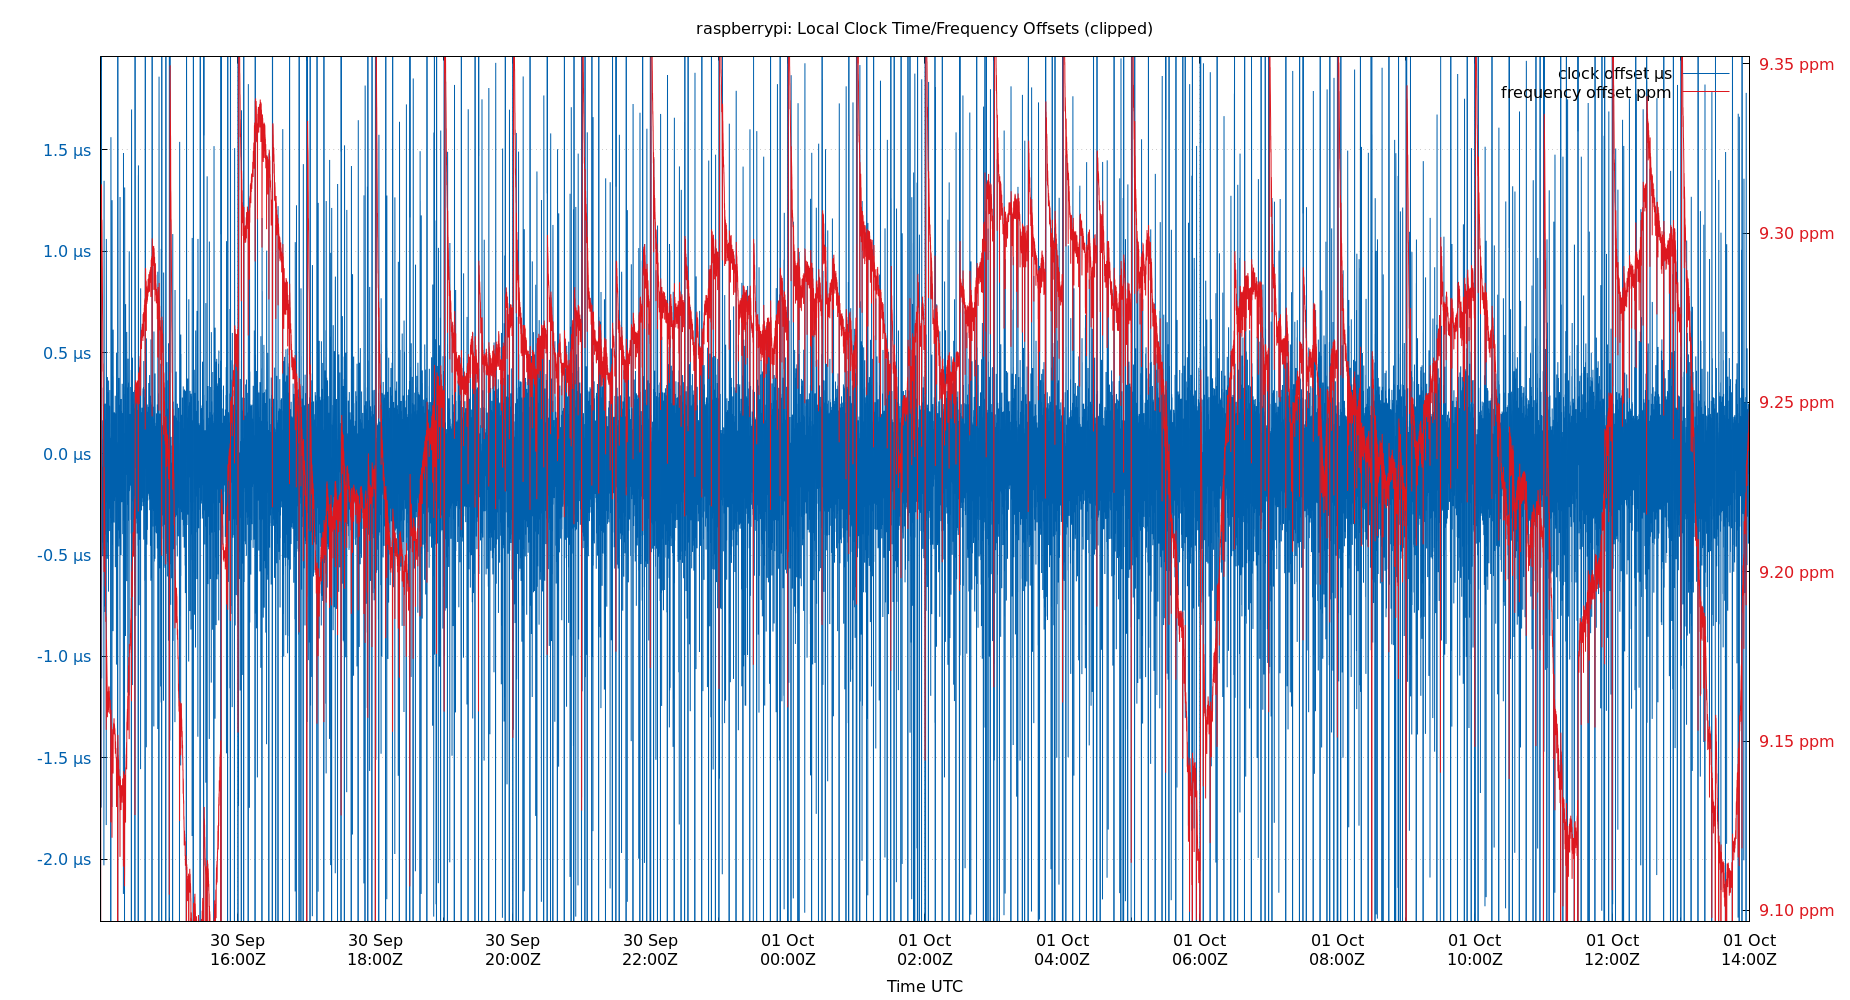 raspberrypi: Local Clock Time/Frequency Offsets (clipped)
clock offset µs
frequency offset ppm
1.5 µs
1.0 µs
0.5 µs
0.0 µs
-0.5 µs
-1.0 µs
-1.5 µs
-2.0 µs
9.35 ppm
9.30 ppm
9.25 ppm
9.20 ppm
9.15 ppm
9.10 ppm
30 Sep 30 Sep 30 Sep 30 Sep 01 Oct 01 Oct 01 Oct 01 Oct 01 Oct 01 Oct 01 Oct 01 Oct
16:00Z 18:00Z 20:00Z 22:00Z 00:00Z 02:00Z 04:00Z 06:00Z 08:00Z 10:00Z 12:00Z 14:00Z
Time UTC